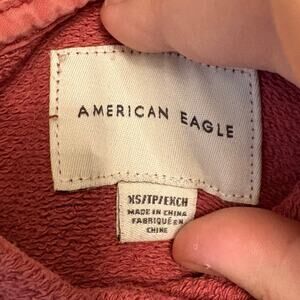 AMERICAN EAGLE
XS/TP/EXCH
MADE IN CHINA
FABRIQUÉ EN
CHINE